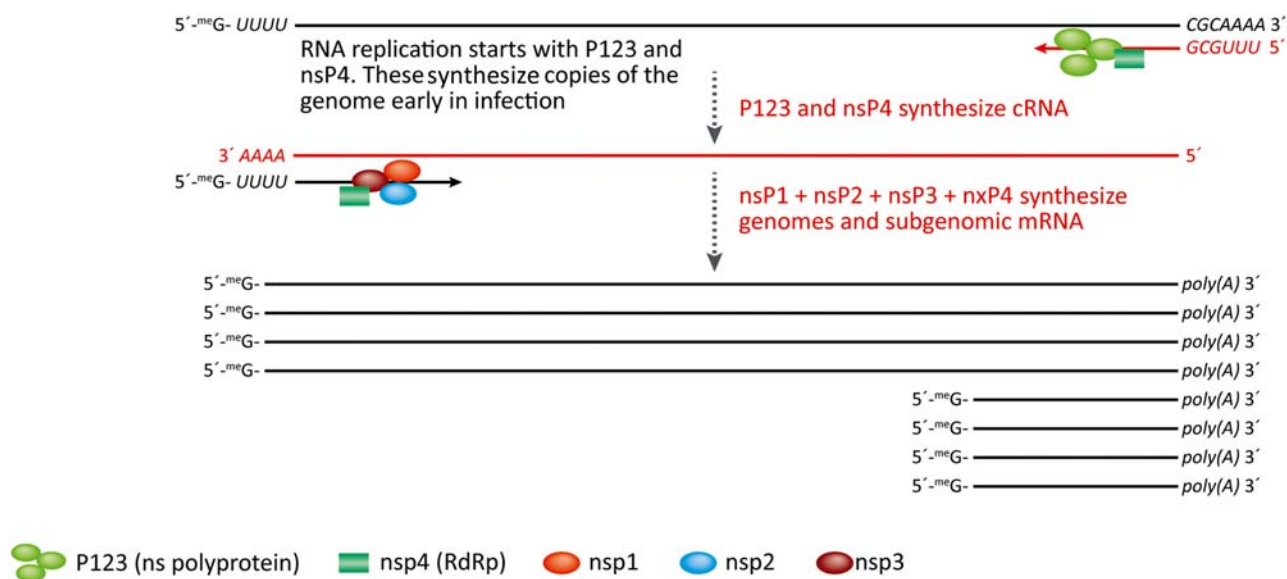 5´-meG- UUUU CGCAAAA 3´
GCGUUU 5´
RNA replication starts with P123 and
nsP4. These synthesize copies of the
genome early in infection
P123 and nsP4 synthesize cRNA
3´ AAAA 5´
5´-meG- UUUU
nsP1 + nsP2 + nsP3 + nxP4 synthesize
genomes and subgenomic mRNA
5´-meG- poly(A) 3´
5´-meG- poly(A) 3´
5´-meG- poly(A) 3´
5´-meG- poly(A) 3´
5´-meG- poly(A) 3´
5´-meG- poly(A) 3´
5´-meG- poly(A) 3´
5´-meG- poly(A) 3´
P123 (ns polyprotein) nsp4 (RdRp) nsp1 nsp2 nsp3